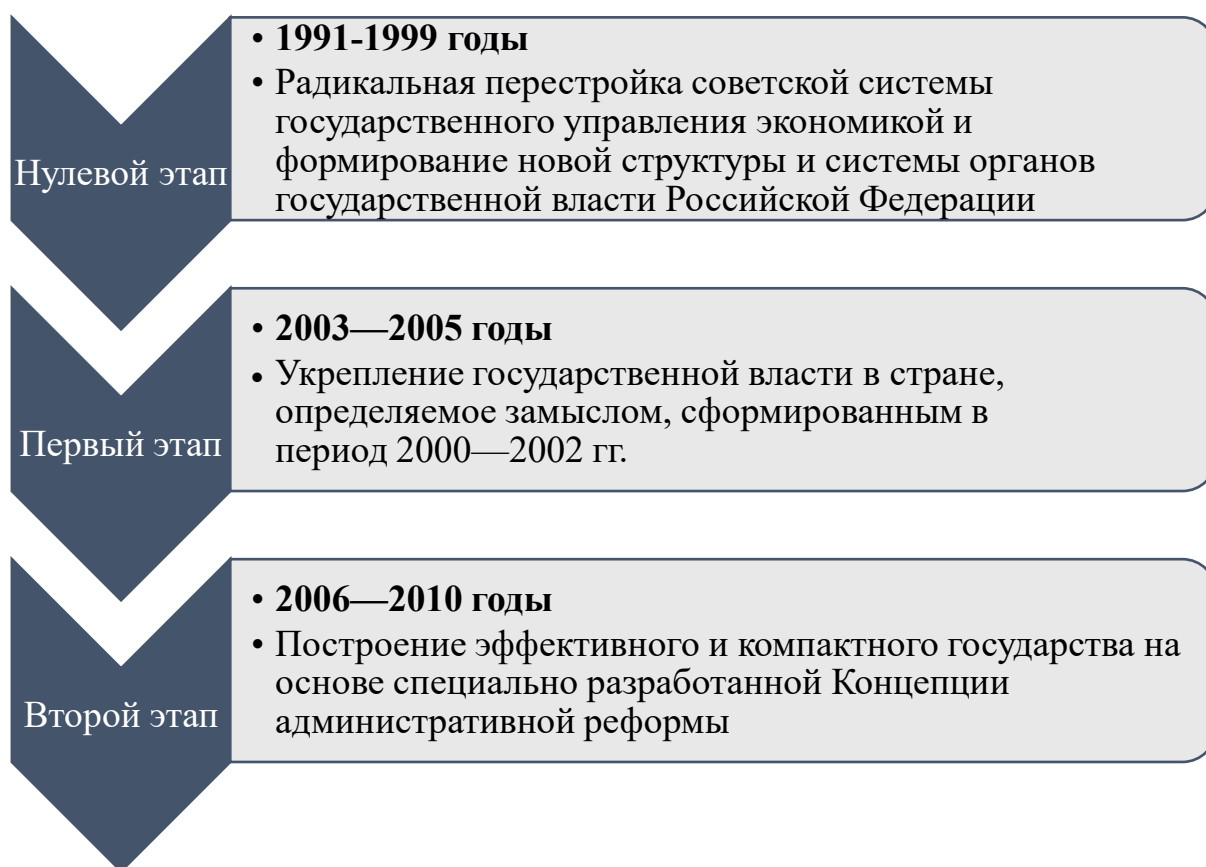 Нулевой этап
• 1991-1999 годы
• Радикальная перестройка советской системы
государственного управления экономикой и
формирование новой структуры и системы органов
государственной власти Российской Федерации
Первый этап
• 2003—2005 годы
• Укрепление государственной власти в стране,
определяемое замыслом, сформированным в
период 2000—2002 гг.
Второй этап
• 2006—2010 годы
• Построение эффективного и компактного государства на
основе специально разработанной Концепции
административной реформы